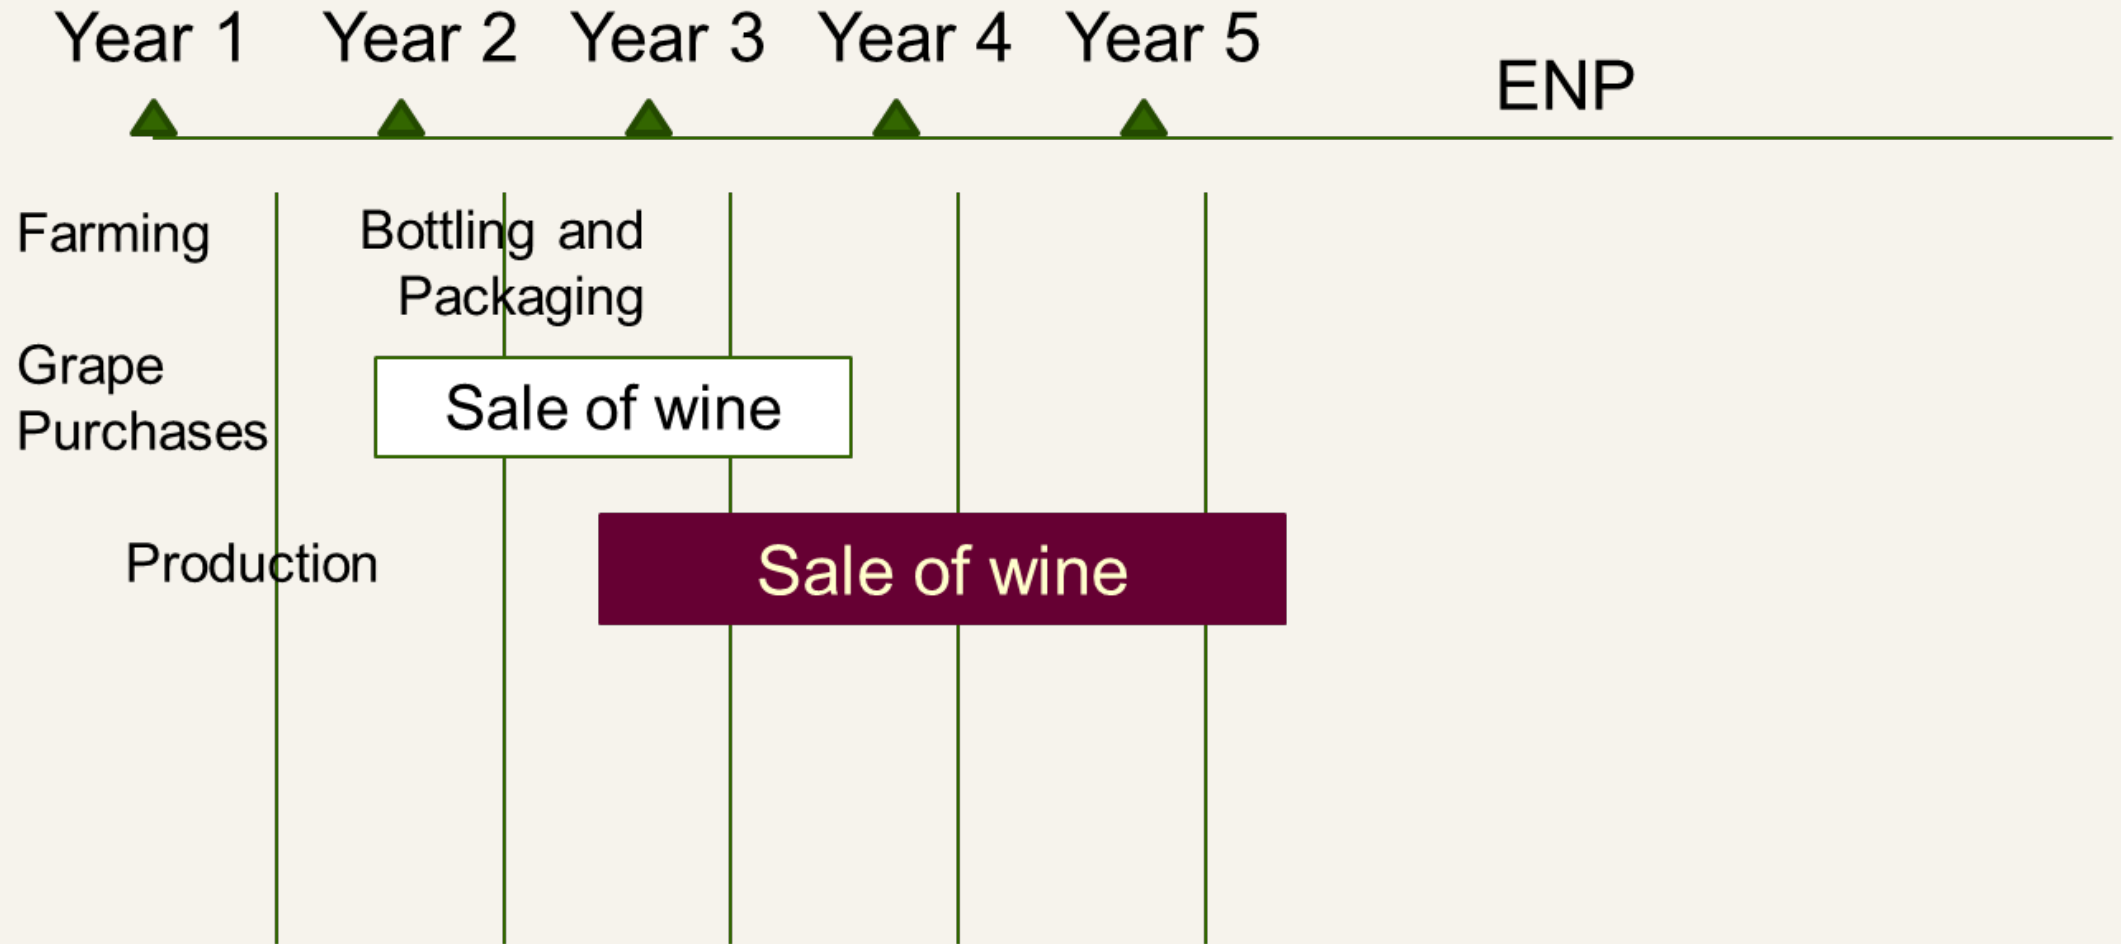 Year 1
Year 2
Year 3
Year 4
Year 5
ENP
Farming
Bottling and
Packaging
Grape
Purchases
Sale of wine
Production
Sale of wine